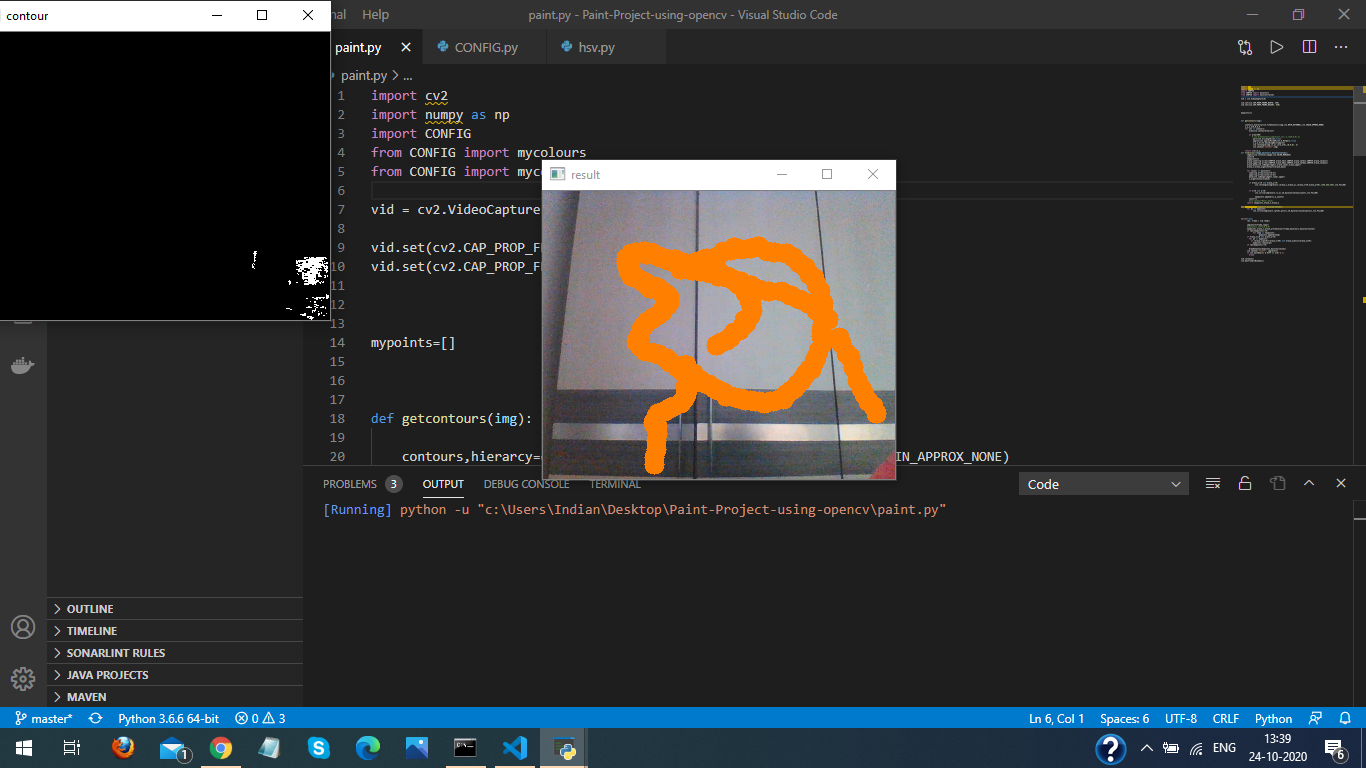 contour
nal Help
paint.py - Paint-Project-using-opencv - Visual Studio Code
paint.py
CONFIG.py
hsv.py
paint.py > ...
1 import cv2
2 import numpy as np
3 import CONFIG
4 from CONFIG import mycolours
5 from CONFIG import myc
6
7 vid = cv2.VideoCapture
8
9 vid.set(cv2.CAP_PROP_F
10 vid.set(cv2.CAP_PROP_F
11
12
13
14 mypoints=[]
15
16
17
18 def getcontours(img):
19
20 contours,hierarcy= IN_APPROX_NONE)
result
PROBLEMS 3 OUTPUT DEBUG CONSOLE TERMINAL
Code
[Running] python -u "c:\Users\Indian\Desktop\Paint-Project-using-opencv\paint.py"
OUTLINE
TIMELINE
SONARLINT RULES
JAVA PROJECTS
MAVEN
master* Python 3.6.6 64-bit 0 3
Ln 6, Col 1 Spaces: 6 UTF-8 CRLF Python
1
ENG
13:39
24-10-2020
6